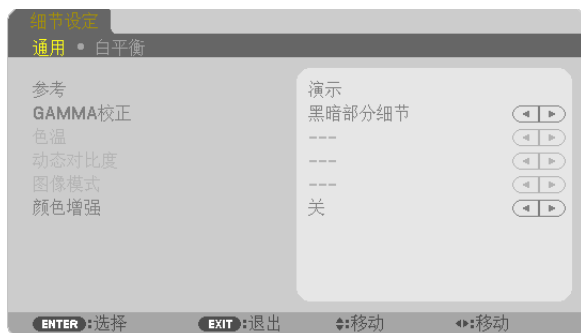 细节设定
通用 • 白平衡
参考 演示
GAMMA校正 黑暗部分细节
色温 ---
动态对比度 ---
图像模式 ---
颜色增强 关
ENTER:选择 EXIT:退出 :移动 :移动